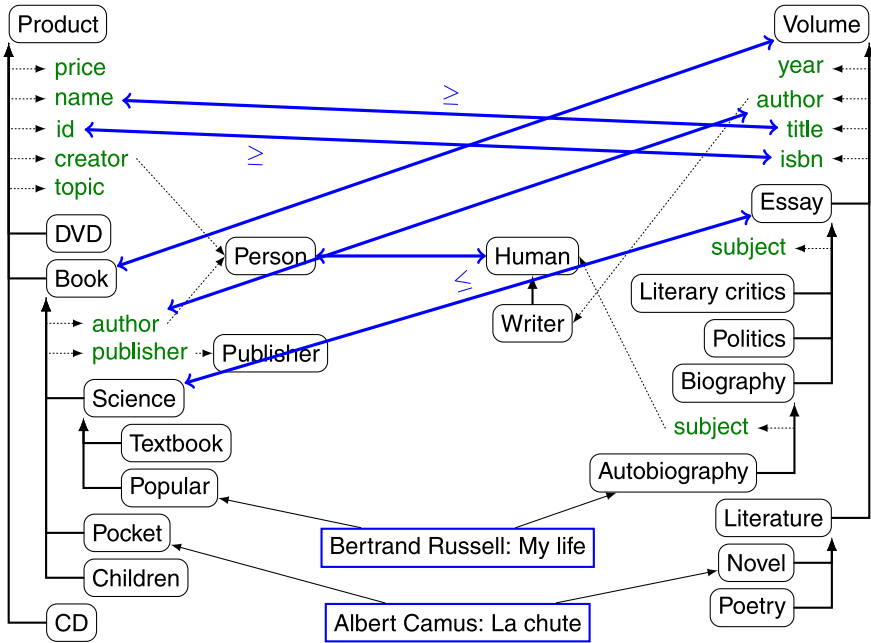 Product
Volume
price
year
name
≥
author
id
title
creator
≥
isbn
topic
Essay
DVD
subject
Person
Human
Book
≤
Literary critics
author
Writer
publisher
Publisher
Politics
Biography
Science
subject
Textbook
Autobiography
Popular
Literature
Pocket
Bertrand Russell: My life
Novel
Children
Poetry
CD
Albert Camus: La chute